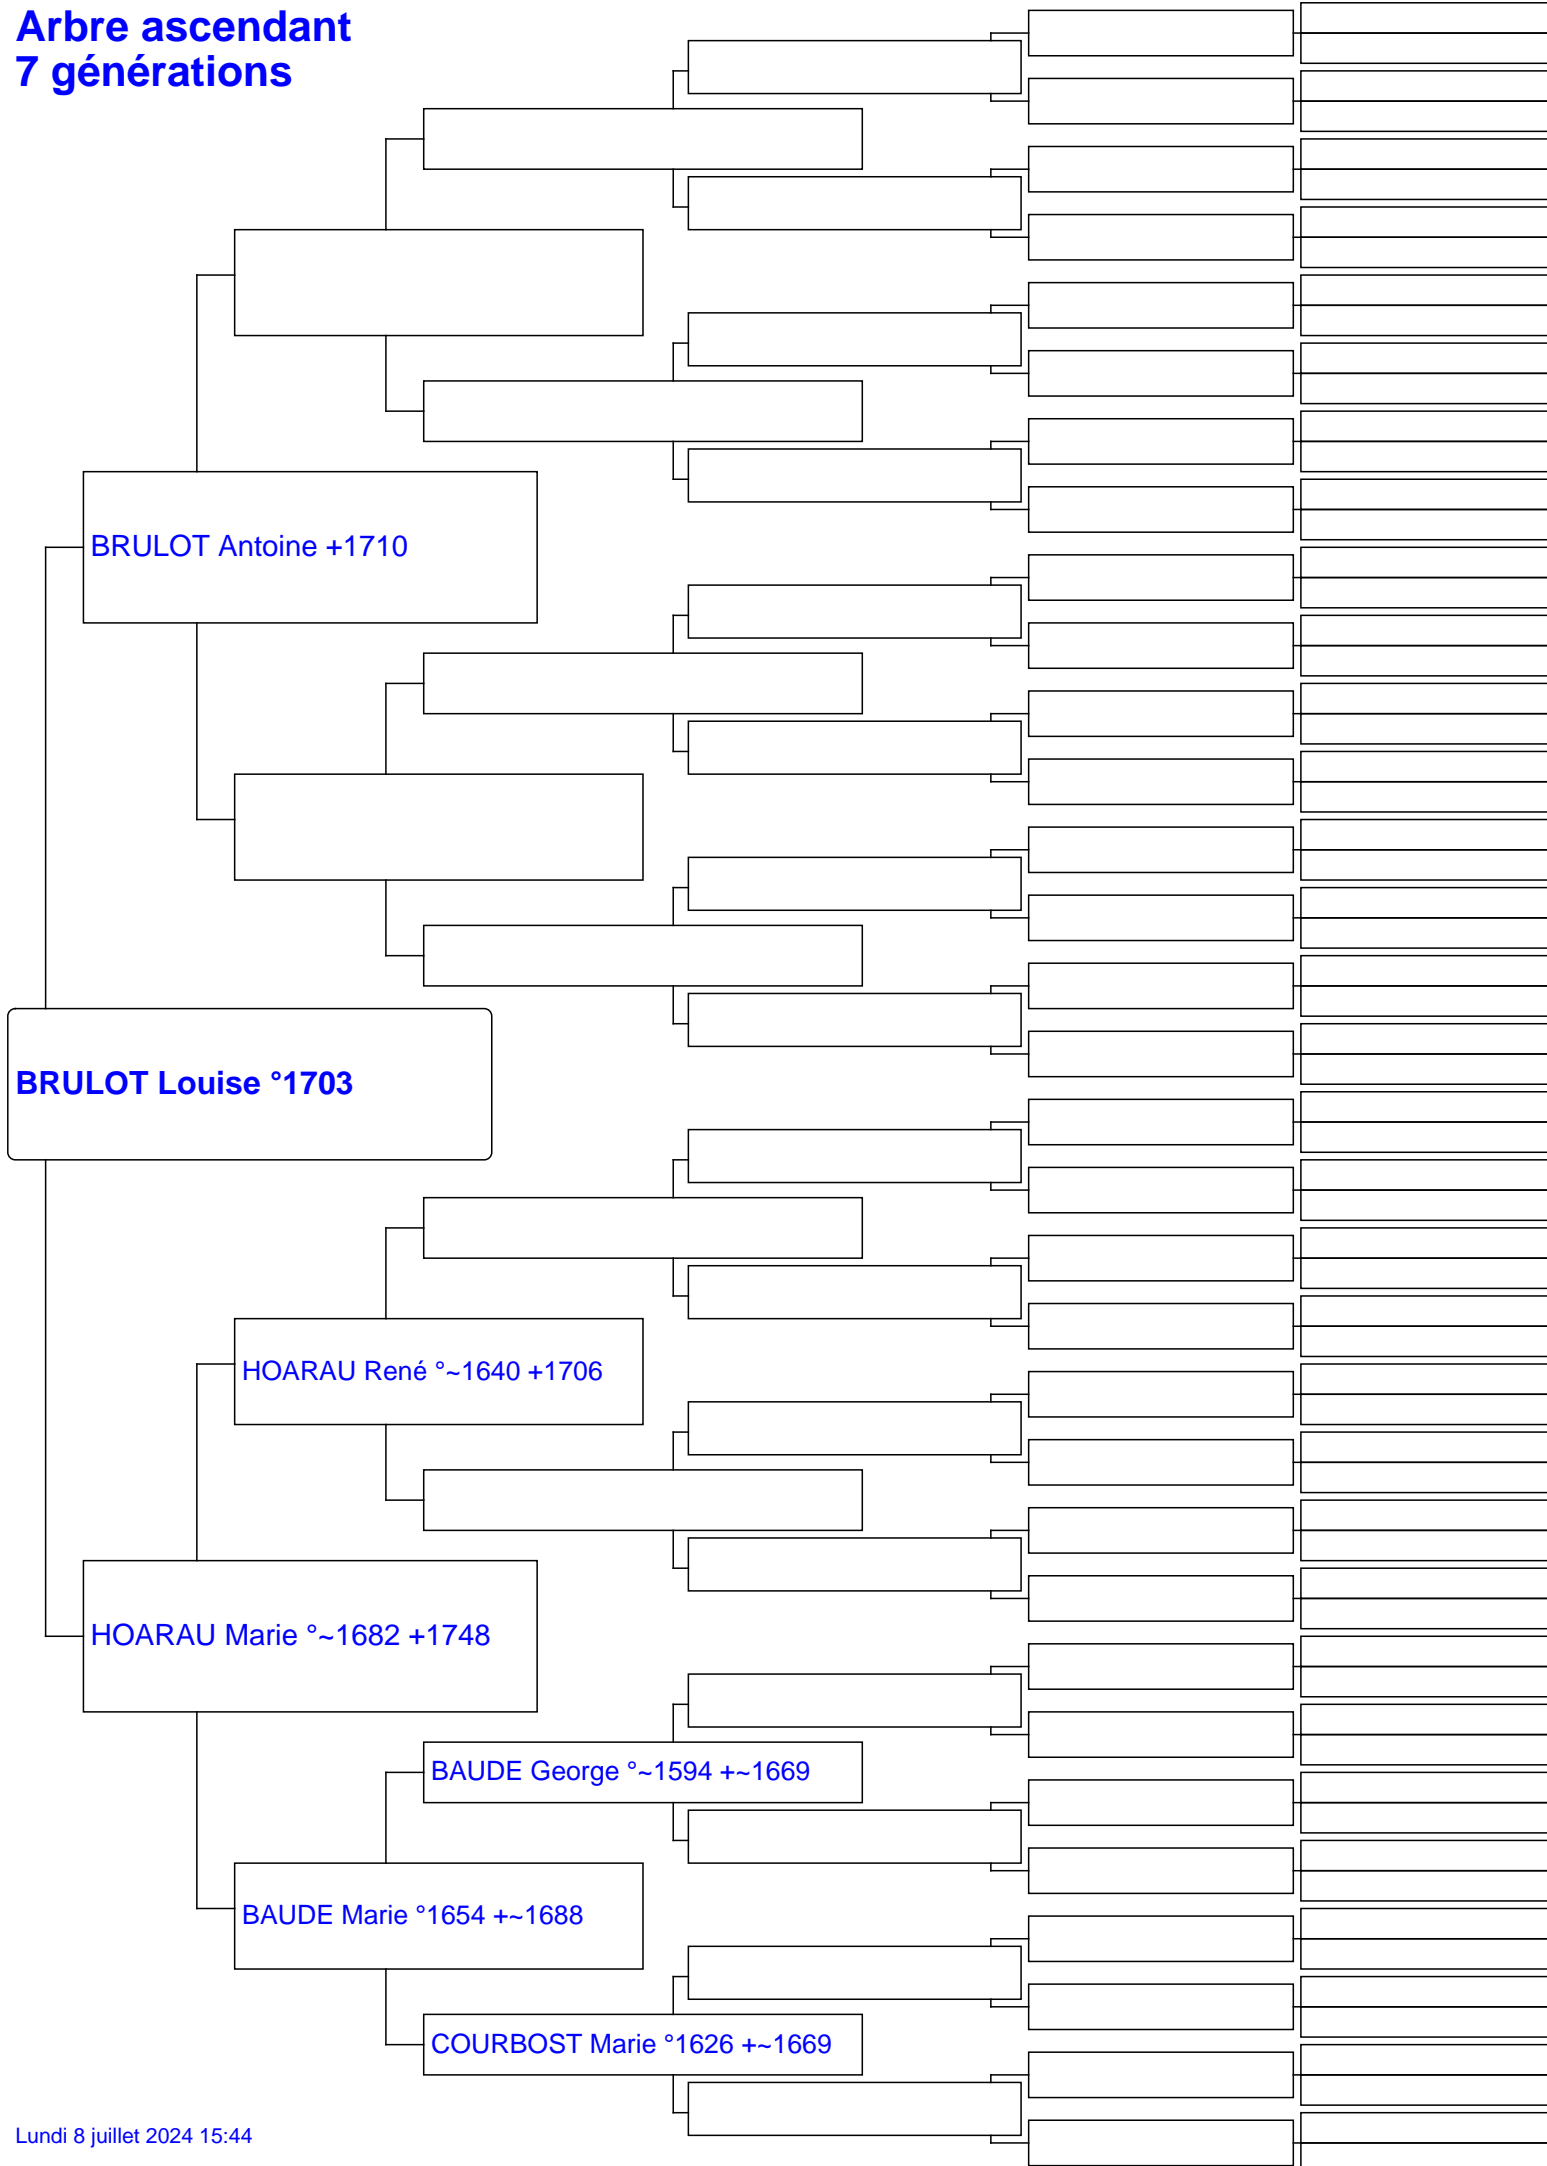 Arbre ascendant
7 générations
BRULOT Antoine +1710
BRULOT Louise °1703
HOARAU René °~1640 +1706
HOARAU Marie °~1682 +1748
BAUDE George °~1594 +~1669
BAUDE Marie °1654 +~1688
COURBOST Marie °1626 +~1669
Lundi 8 juillet 2024 15:44